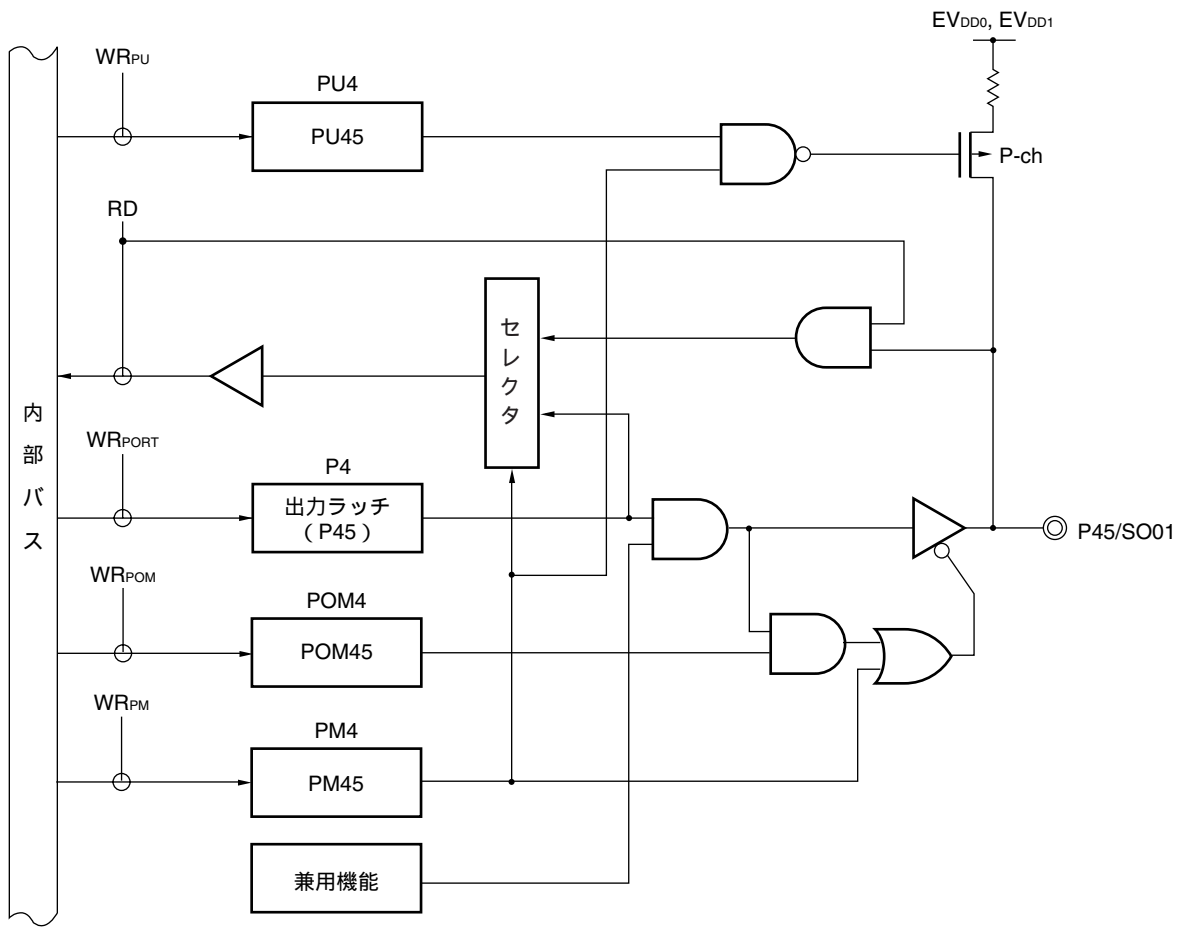 EVDD0, EVDD1
WRPU
PU4
PU45
P-ch
RD
セレクタ
内部バス
WRPORT
P4
出力ラッチ
（P45）
P45/SO01
WRPOM
POM4
POM45
WRPM
PM4
PM45
兼用機能